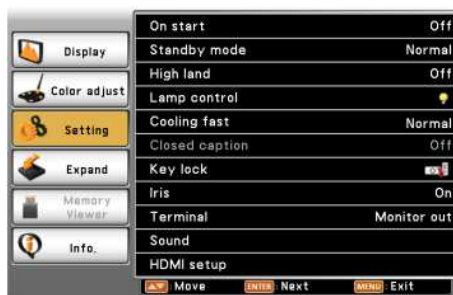 Display
Color adjust
Setting
Expand
Memory
Viewer
Info.
On start Off
Standby mode Normal
High land Off
Lamp control
Cooling fast Normal
Closed caption Off
Key lock
Iris On
Terminal Monitor out
Sound
HDMI setup
▲▼ :Move ENTER :Next MENU :Exit